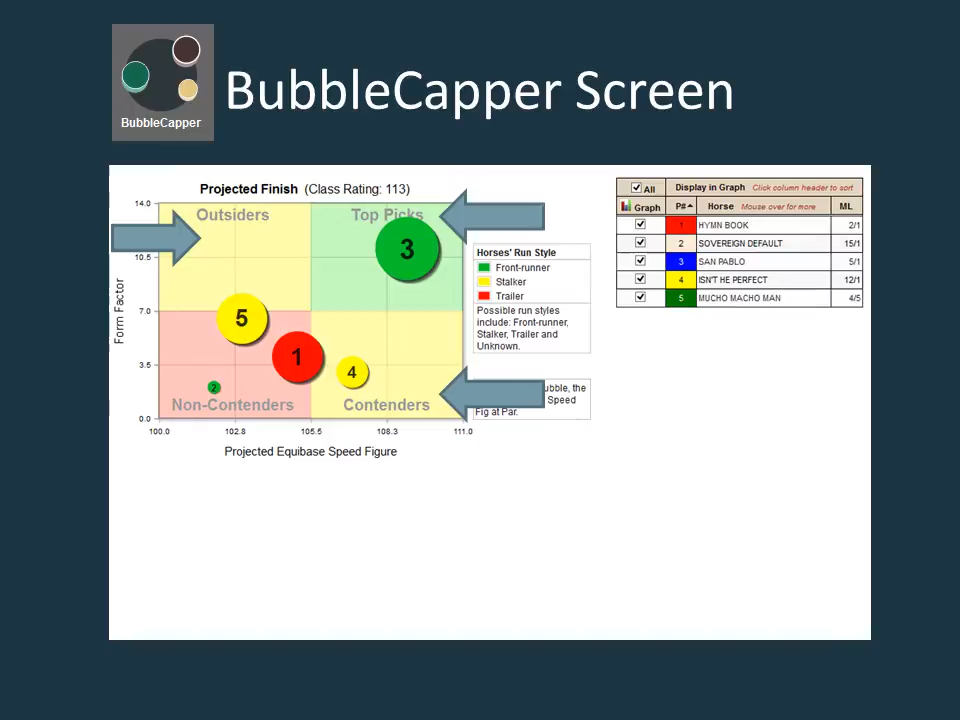 BubbleCapper
BubbleCapper Screen
Projected Finish (Class Rating: 113)
Outsiders
Top Picks
Non-Contenders
Contenders
14.0
10.5
7.0
3.5
0.0
Form Factor
3
5
1
4
2
100.0 102.8 105.5 108.3 111.0
Projected Equibase Speed Figure
Horses' Run Style
Front-runner
Stalker
Trailer
Possible run styles
include: Front-runner,
Stalker, Trailer and
Unknown.
ubble, the
Speed
Fig at Par.
All Display in Graph Click column header to sort
Graph P# Horse Mouse over for more ML
1 HYMN BOOK 2/1
2 SOVEREIGN DEFAULT 15/1
3 SAN PABLO 5/1
4 ISN'T HE PERFECT 12/1
5 MUCHO MACHO MAN 4/5